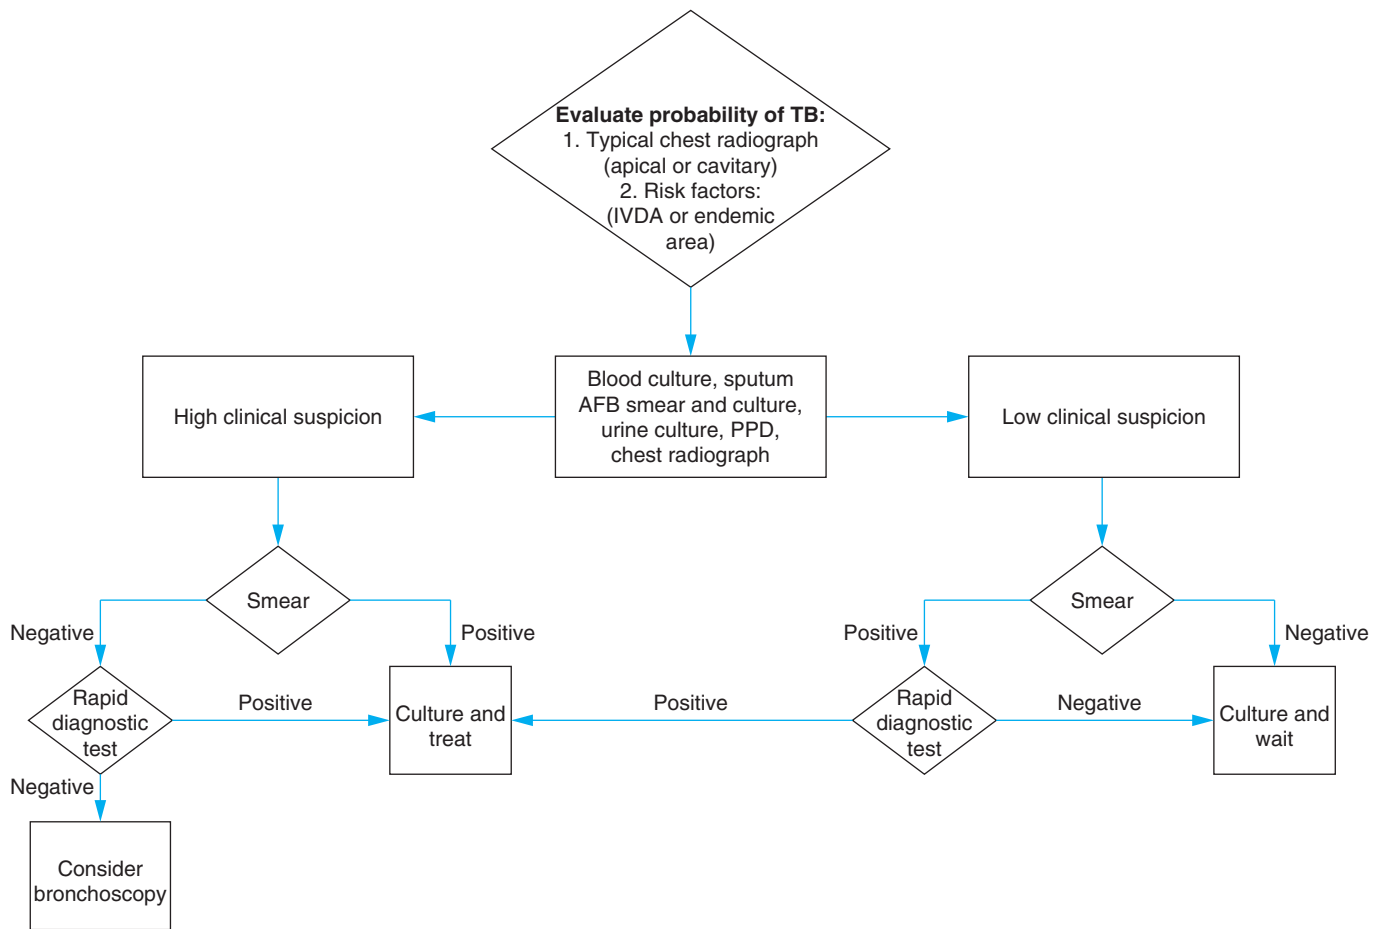 Evaluate probability of TB:
1. Typical chest radiograph
(apical or cavitary)
2. Risk factors:
(IVDA or endemic
area)
High clinical suspicion
Blood culture, sputum
AFB smear and culture,
urine culture, PPD,
chest radiograph
Low clinical suspicion
Smear
Smear
Negative
Positive
Positive
Negative
Rapid
diagnostic
test
Positive
Culture and
treat
Positive
Rapid
diagnostic
test
Negative
Culture and
wait
Negative
Consider
bronchoscopy